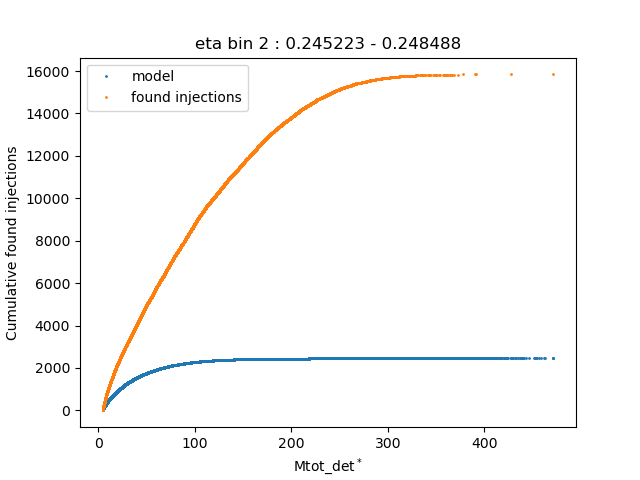 eta bin 2 : 0.245223 - 0.248488
model
found injections
Cumulative found injections
16000
14000
12000
10000
8000
6000
4000
2000
0
0 100 200 300 400
Mtot_det*